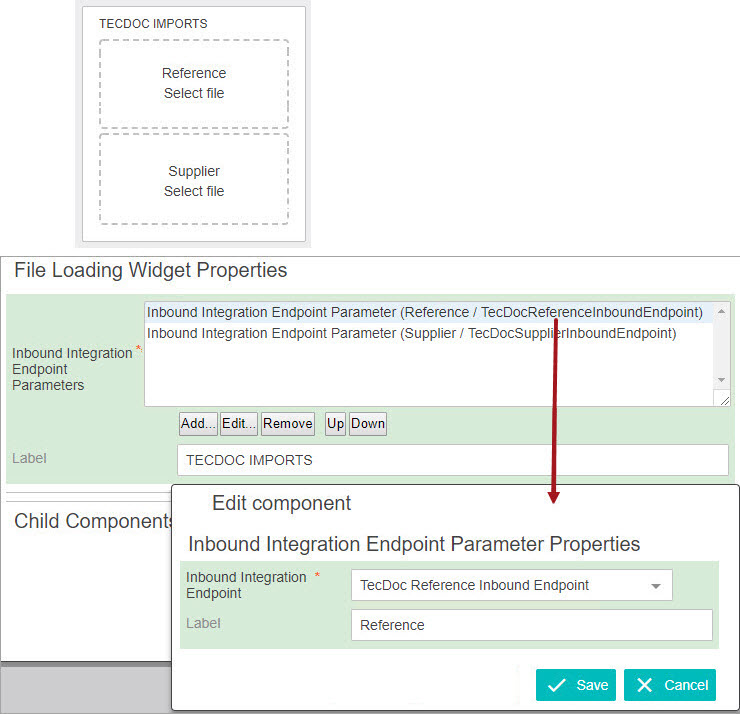 TECDOC IMPORTS
Reference
Select file
Supplier
Select file
File Loading Widget Properties
Inbound Integration Endpoint Parameters *
Inbound Integration Endpoint Parameter (Reference / TecDocReferenceInboundEndpoint)
Inbound Integration Endpoint Parameter (Supplier / TecDocSupplierInboundEndpoint)
Add... Edit... Remove Up Down
Label TECDOC IMPORTS
Child Components
Edit component
Inbound Integration Endpoint Parameter Properties
Inbound Integration *
Endpoint
TecDoc Reference Inbound Endpoint
Label Reference
Save Cancel